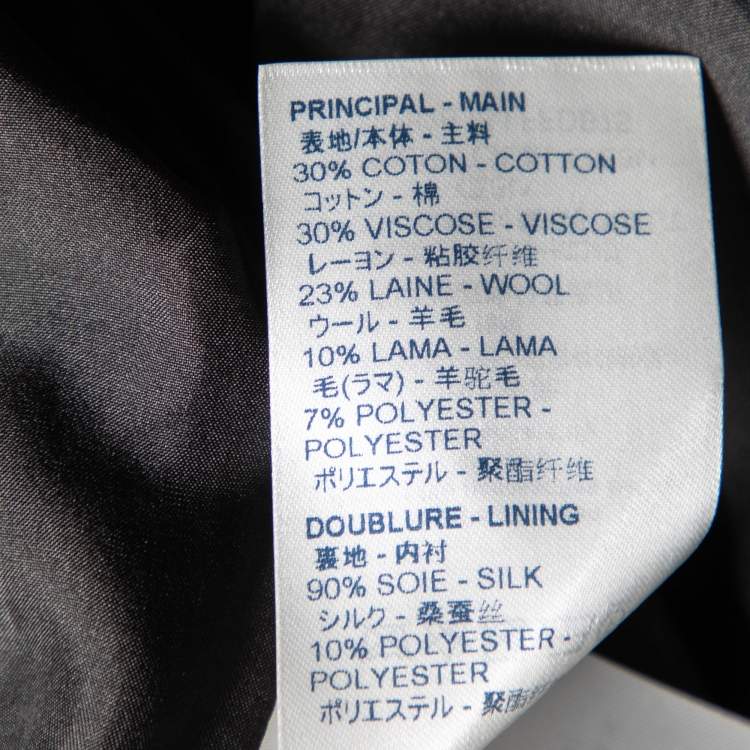 PRINCIPAL - MAIN
表地/本体 - 主料
30% COTON - COTTON
コットン - 棉
30% VISCOSE - VISCOSE
レーヨン - 粘胶纤维
23% LAINE - WOOL
ウール - 羊毛
10% LAMA - LAMA
毛(ラマ) - 羊驼毛
7% POLYESTER -
POLYESTER
ポリエステル - 聚酯纤维
DOUBLURE - LINING
裏地 - 内衬
90% SOIE - SILK
シルク - 桑蚕丝
10% POLYESTER -
POLYESTER
ポリエステル - 聚酯纤